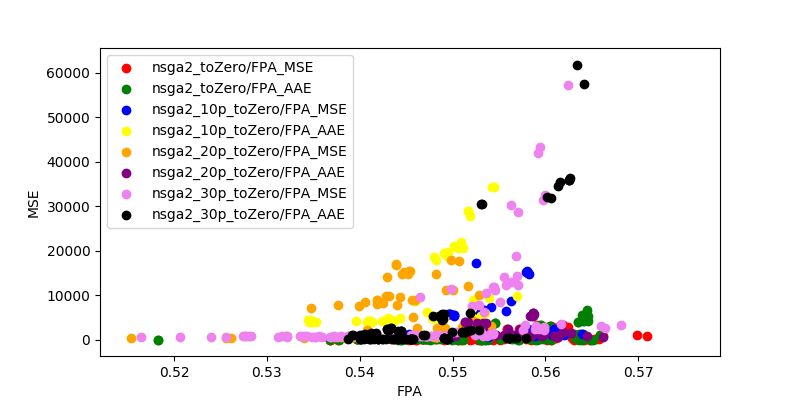 60000
50000
40000
30000
20000
10000
0
MSE
nsga2_toZero/FPA_MSE
nsga2_toZero/FPA_AAE
nsga2_10p_toZero/FPA_MSE
nsga2_10p_toZero/FPA_AAE
nsga2_20p_toZero/FPA_MSE
nsga2_20p_toZero/FPA_AAE
nsga2_30p_toZero/FPA_MSE
nsga2_30p_toZero/FPA_AAE
0.52 0.53 0.54 0.55 0.56 0.57
FPA